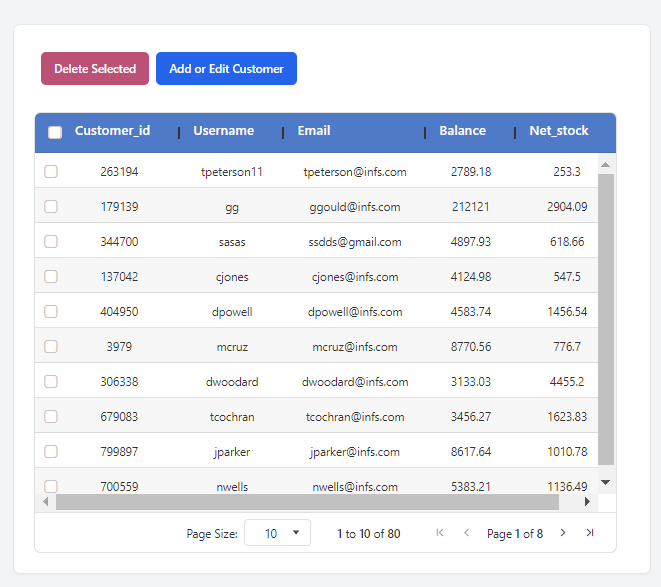 Delete Selected Add or Edit Customer
Customer_id Username Email Balance Net_stock
263194 tpeterson11 tpeterson@infs.com 2789.18 253.3
179139 gg ggould@infs.com 212121 2904.09
344700 sasas ssdds@gmail.com 4897.93 618.66
137042 cjones cjones@infs.com 4124.98 547.5
404950 dpowell dpowell@infs.com 4583.74 1456.54
3979 mcruz mcruz@infs.com 8770.56 776.7
306338 dwoodard dwoodard@infs.com 3133.03 4455.2
679083 tcochran tcochran@infs.com 3456.27 1623.83
799897 jparker jparker@infs.com 8617.64 1010.78
700559 nwells nwells@infs.com 5383.21 1136.49
Page Size: 10 1 to 10 of 80 Page 1 of 8